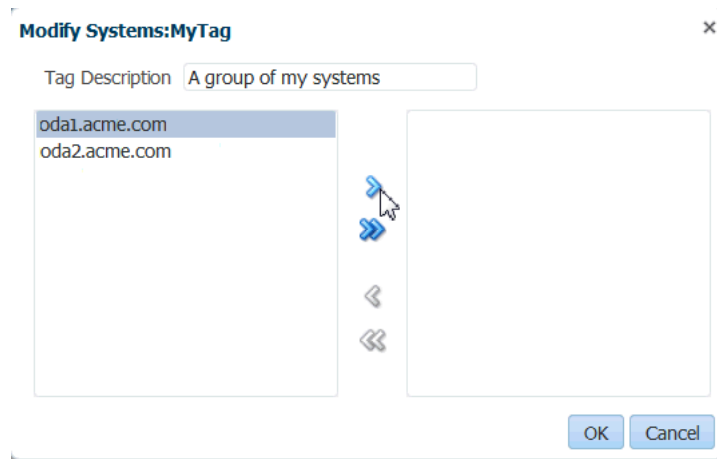 Modify Systems:MyTag
Tag Description A group of my systems
oda1.acme.com
oda2.acme.com
OK Cancel